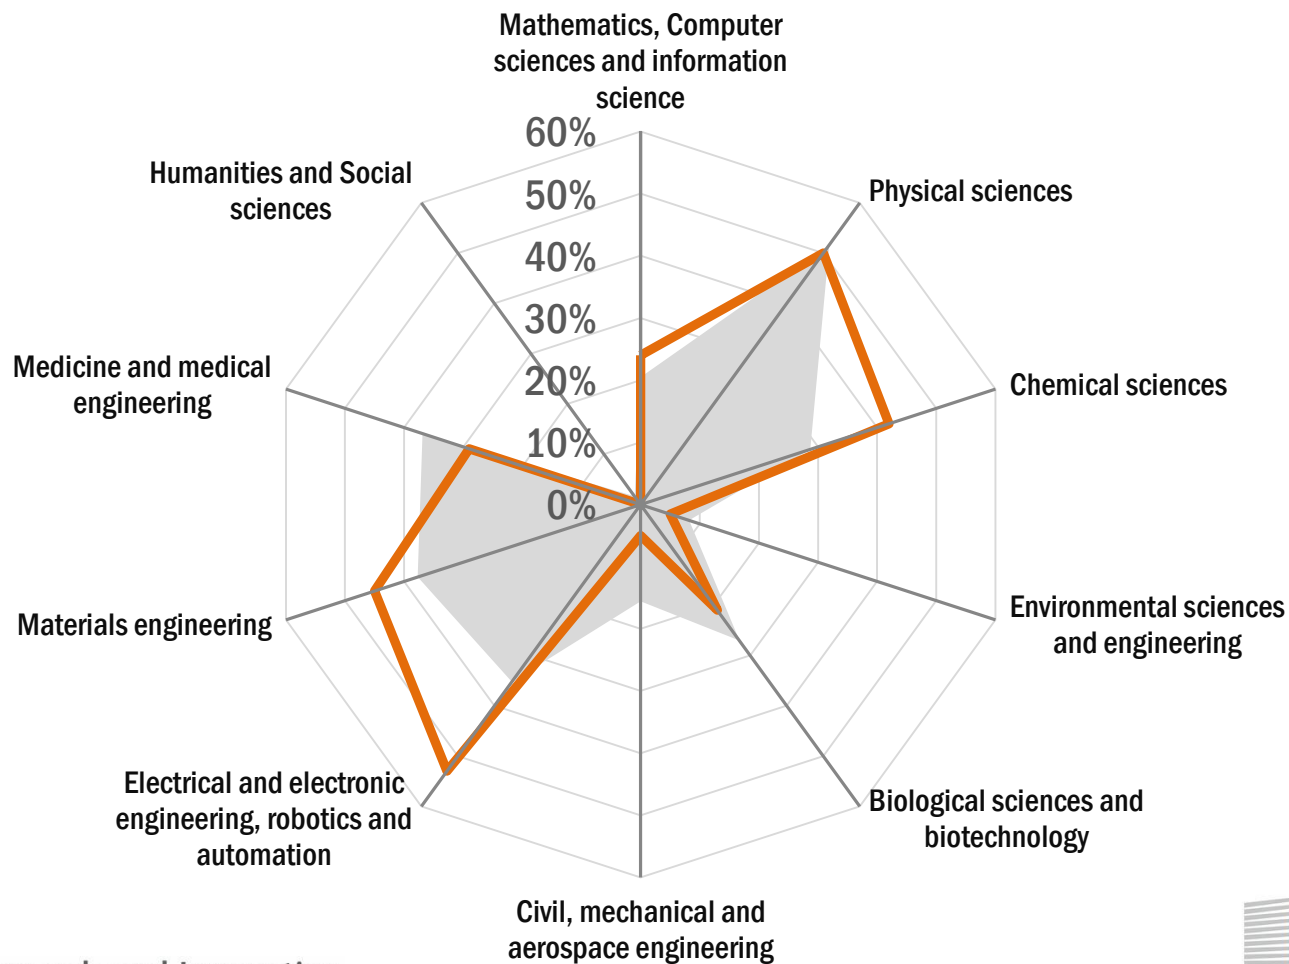 Mathematics, Computer
sciences and information
science
60%
50%
40%
30%
20%
10%
0%
Physical sciences
Chemical sciences
Environmental sciences
and engineering
Biological sciences and
biotechnology
Civil, mechanical and
aerospace engineering
Electrical and electronic
engineering, robotics and
automation
Materials engineering
Medicine and medical
engineering
Humanities and Social
sciences